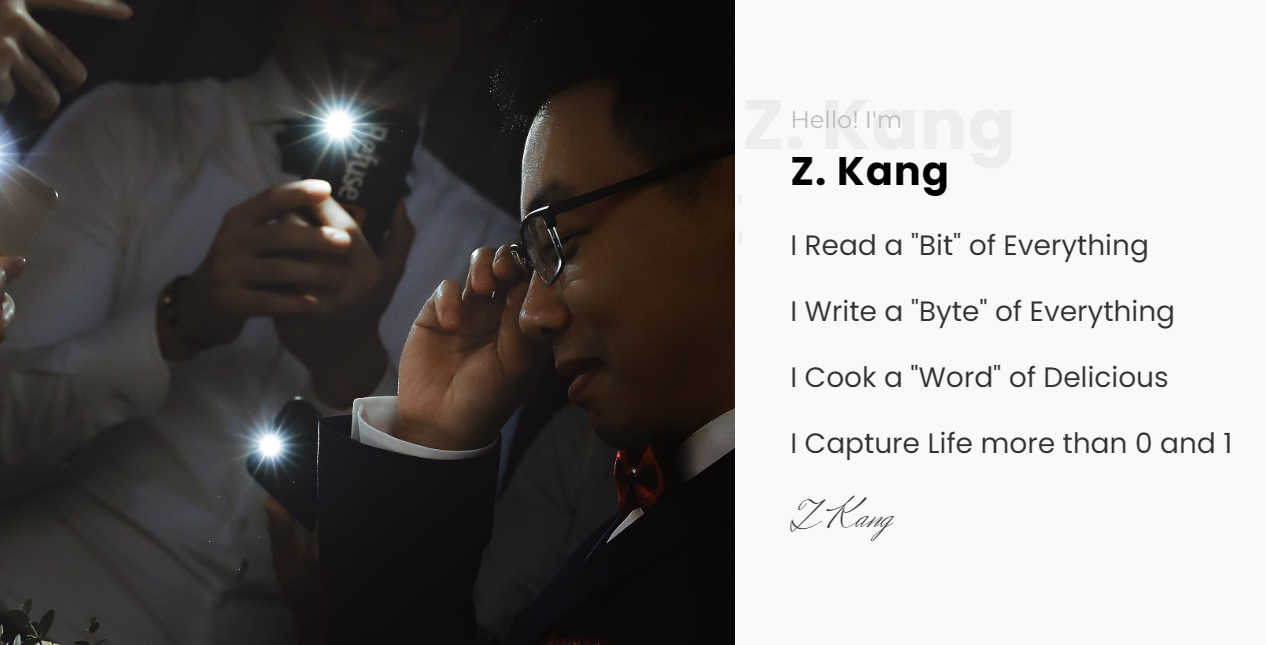 Refuse
Z. Kang
Hello! I'm
Z. Kang
I Read a "Bit" of Everything
I Write a "Byte" of Everything
I Cook a "Word" of Delicious
I Capture Life more than 0 and 1
Z Kang